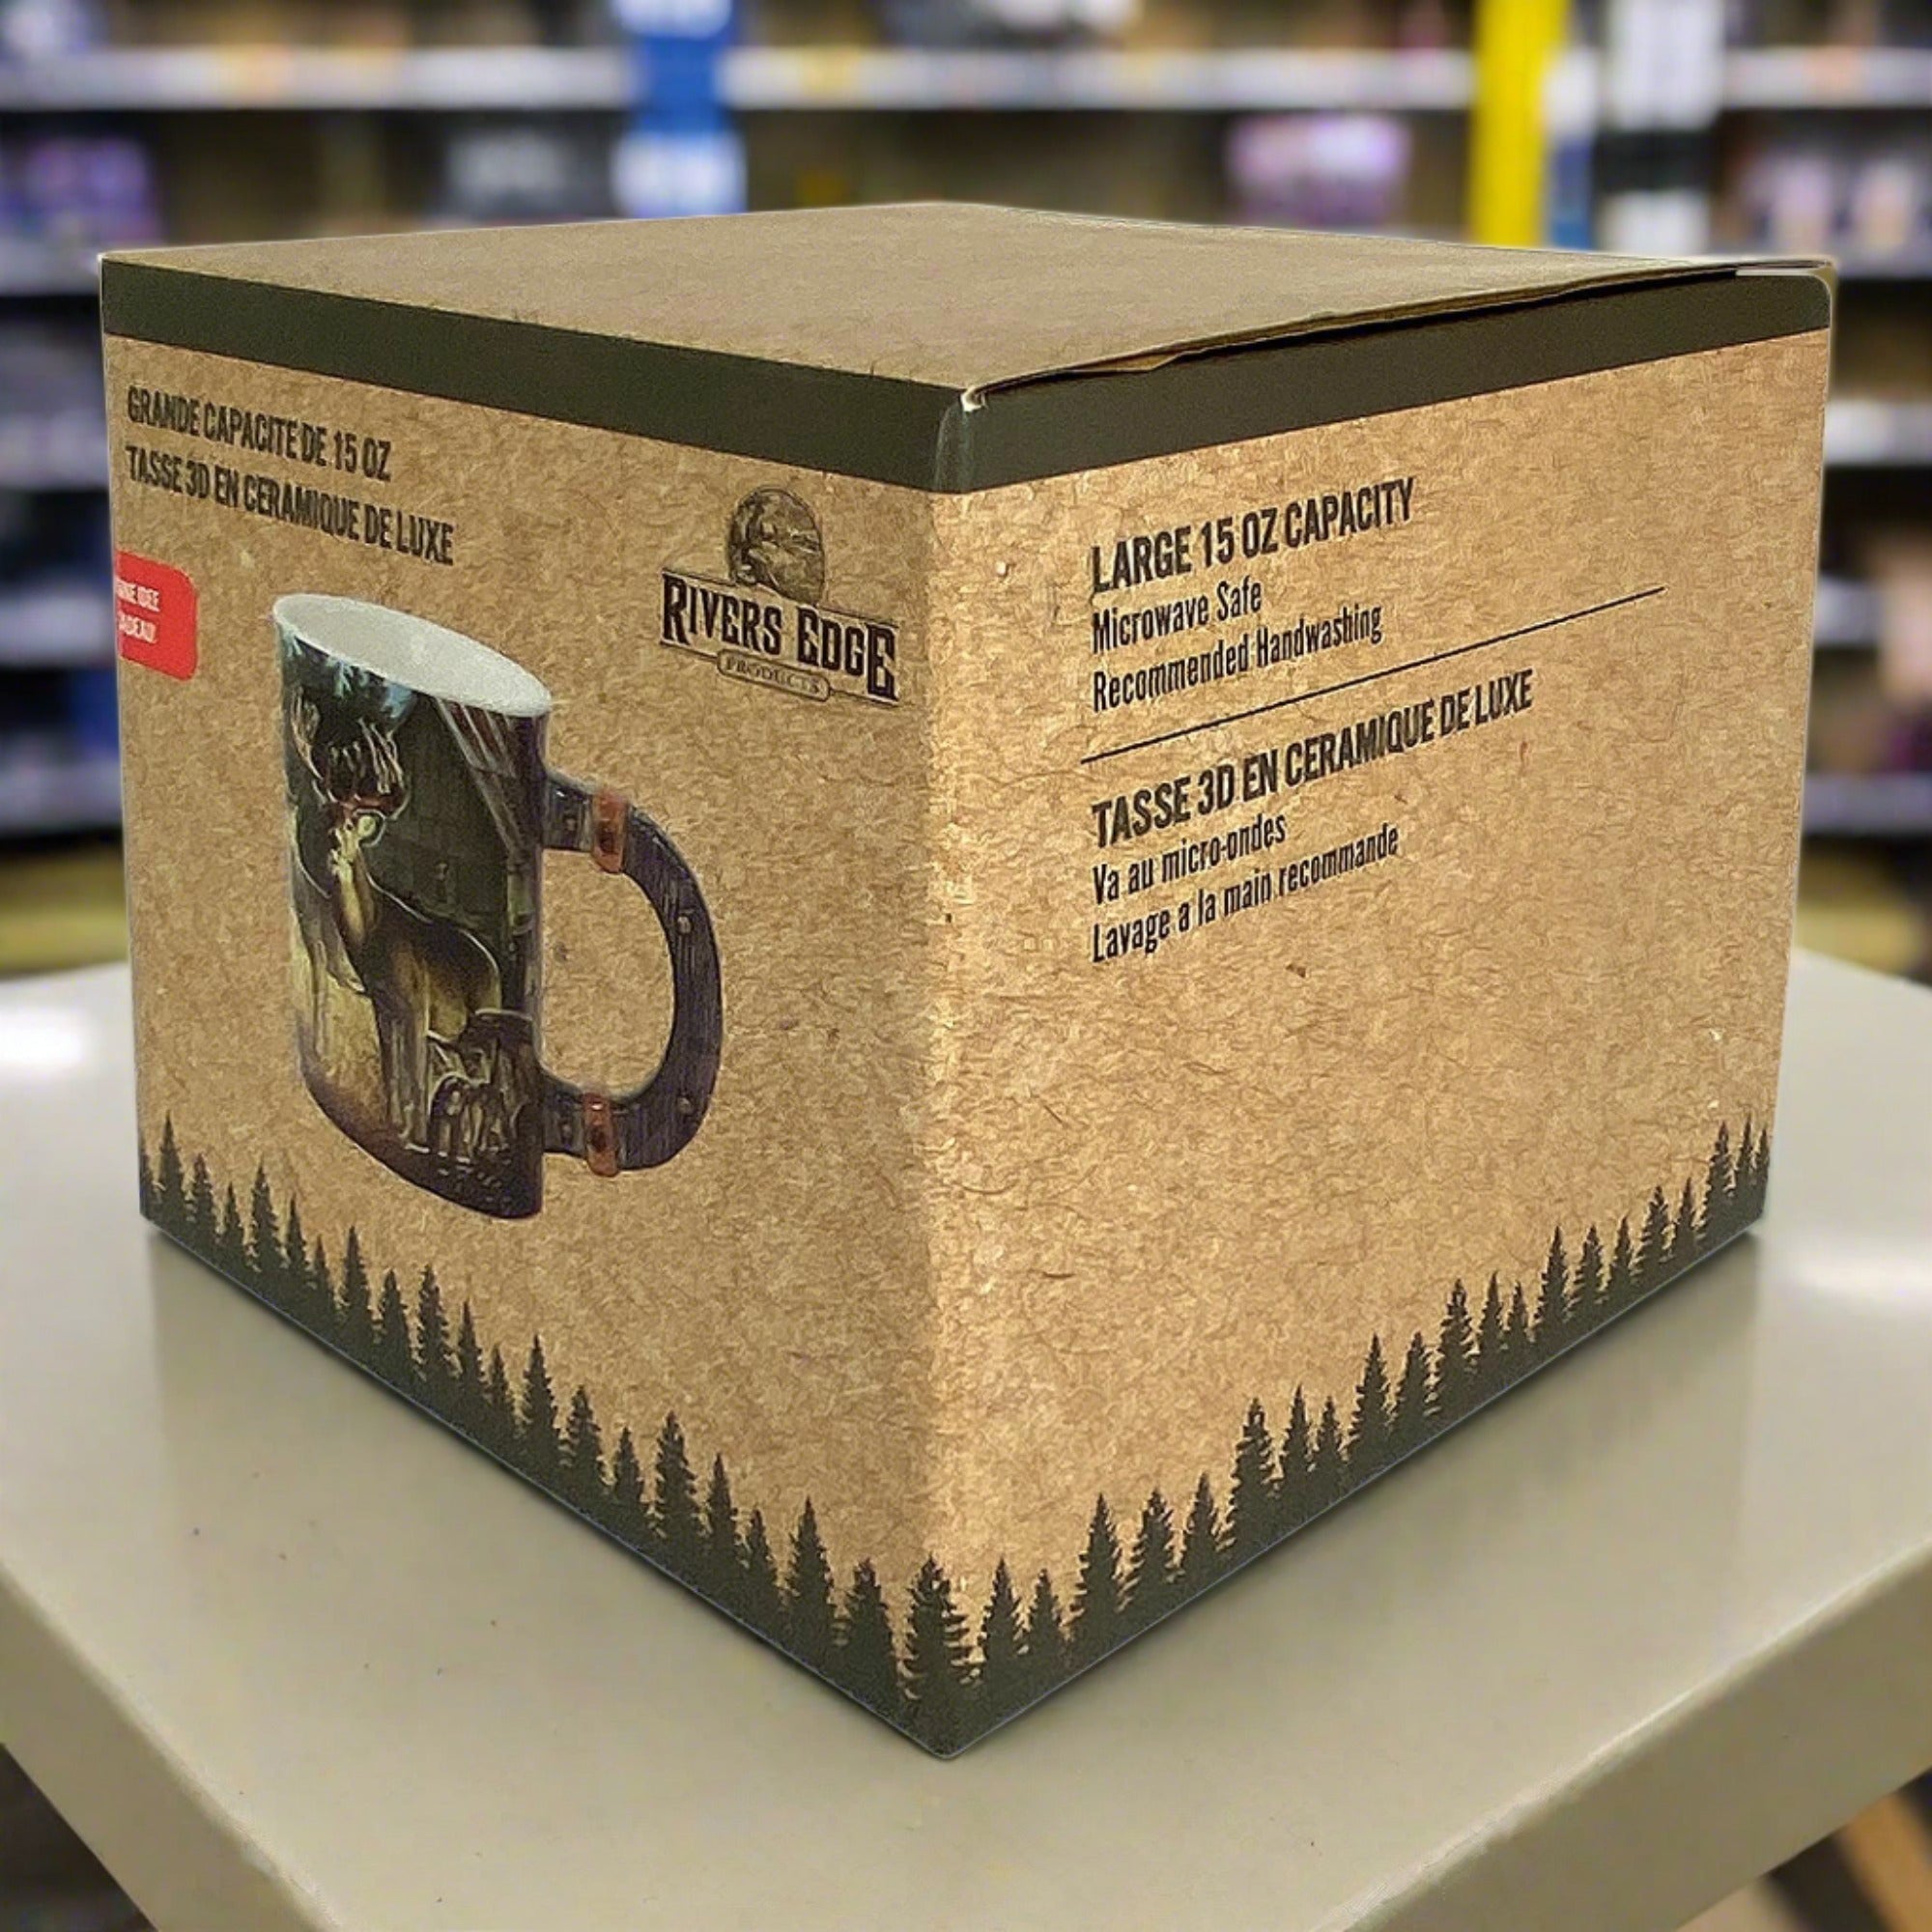 GRANDE CAPACITE DE 15 OZ
TASSE 3D EN CERAMIQUE DE LUXE
IDEE
RIVERS EDGE
PRODUCTS
LARGE 15 OZ CAPACITY
Microwave Safe
Recommended Handwashing
TASSE 3D EN CERAMIQUE DE LUXE
Va au micro-ondes
Lavage a la main recommande